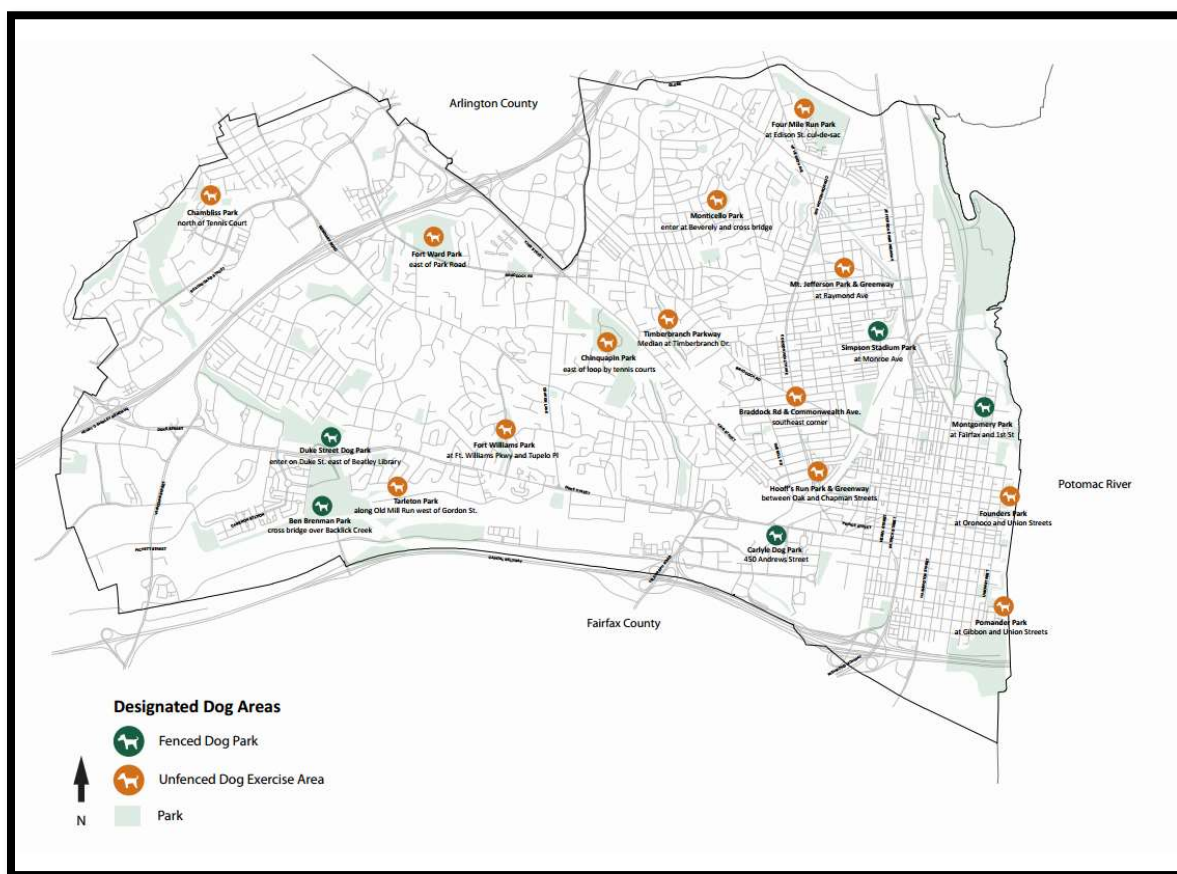 Arlington County
Four Mile Run Park
at Edison St. cul-de-sac
Chambliss Park
north of Tennis Court
Monticello Park
enter at Beverely and cross bridge
Fort Ward Park
east of Park Road
Mt. Jefferson Park & Greenway
at Raymond Ave
Timberbranch Parkway
Median at Timberbranch Dr.
Simpson Stadium Park
at Monroe Ave
Chinquapin Park
east of loop by tennis courts
Braddock Rd & Commonwealth Ave.
southeast corner
Montgomery Park
at Fairfax and 1st St
Duke Street Dog Park
enter on Duke St. east of Beatley Library
Fort Williams Park
at Ft. Williams Pkwy and Tupelo Pl
Hooff's Run Park & Greenway
between Oak and Chapman Streets
Potomac River
Tarleton Park
along Old Mill Run west of Gordon St.
Founders Park
at Oronoco and Union Streets
Ben Brenman Park
cross bridge over Backlick Creek
Carlyle Dog Park
450 Andrews Street
DUKE STREET
Fairfax County
Pomander Park
at Gibbon and Union Streets
Designated Dog Areas
Fenced Dog Park
Unfenced Dog Exercise Area
Park
N